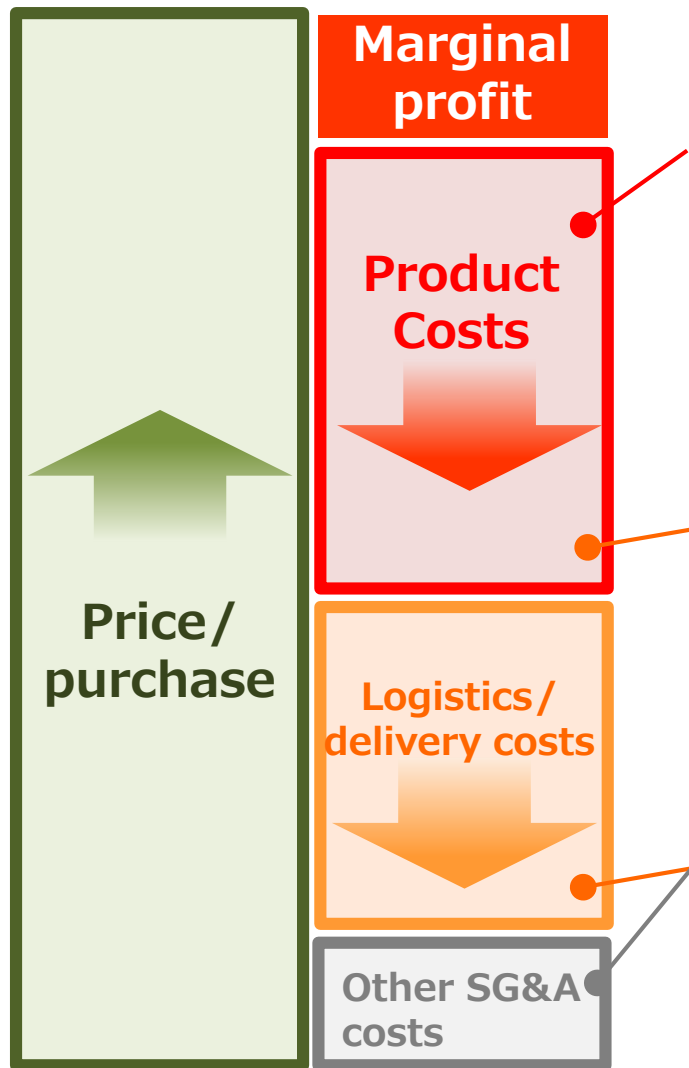 Marginal
profit
Product
Costs
Price/
purchase
Logistics/
delivery costs
Other SG&A
costs